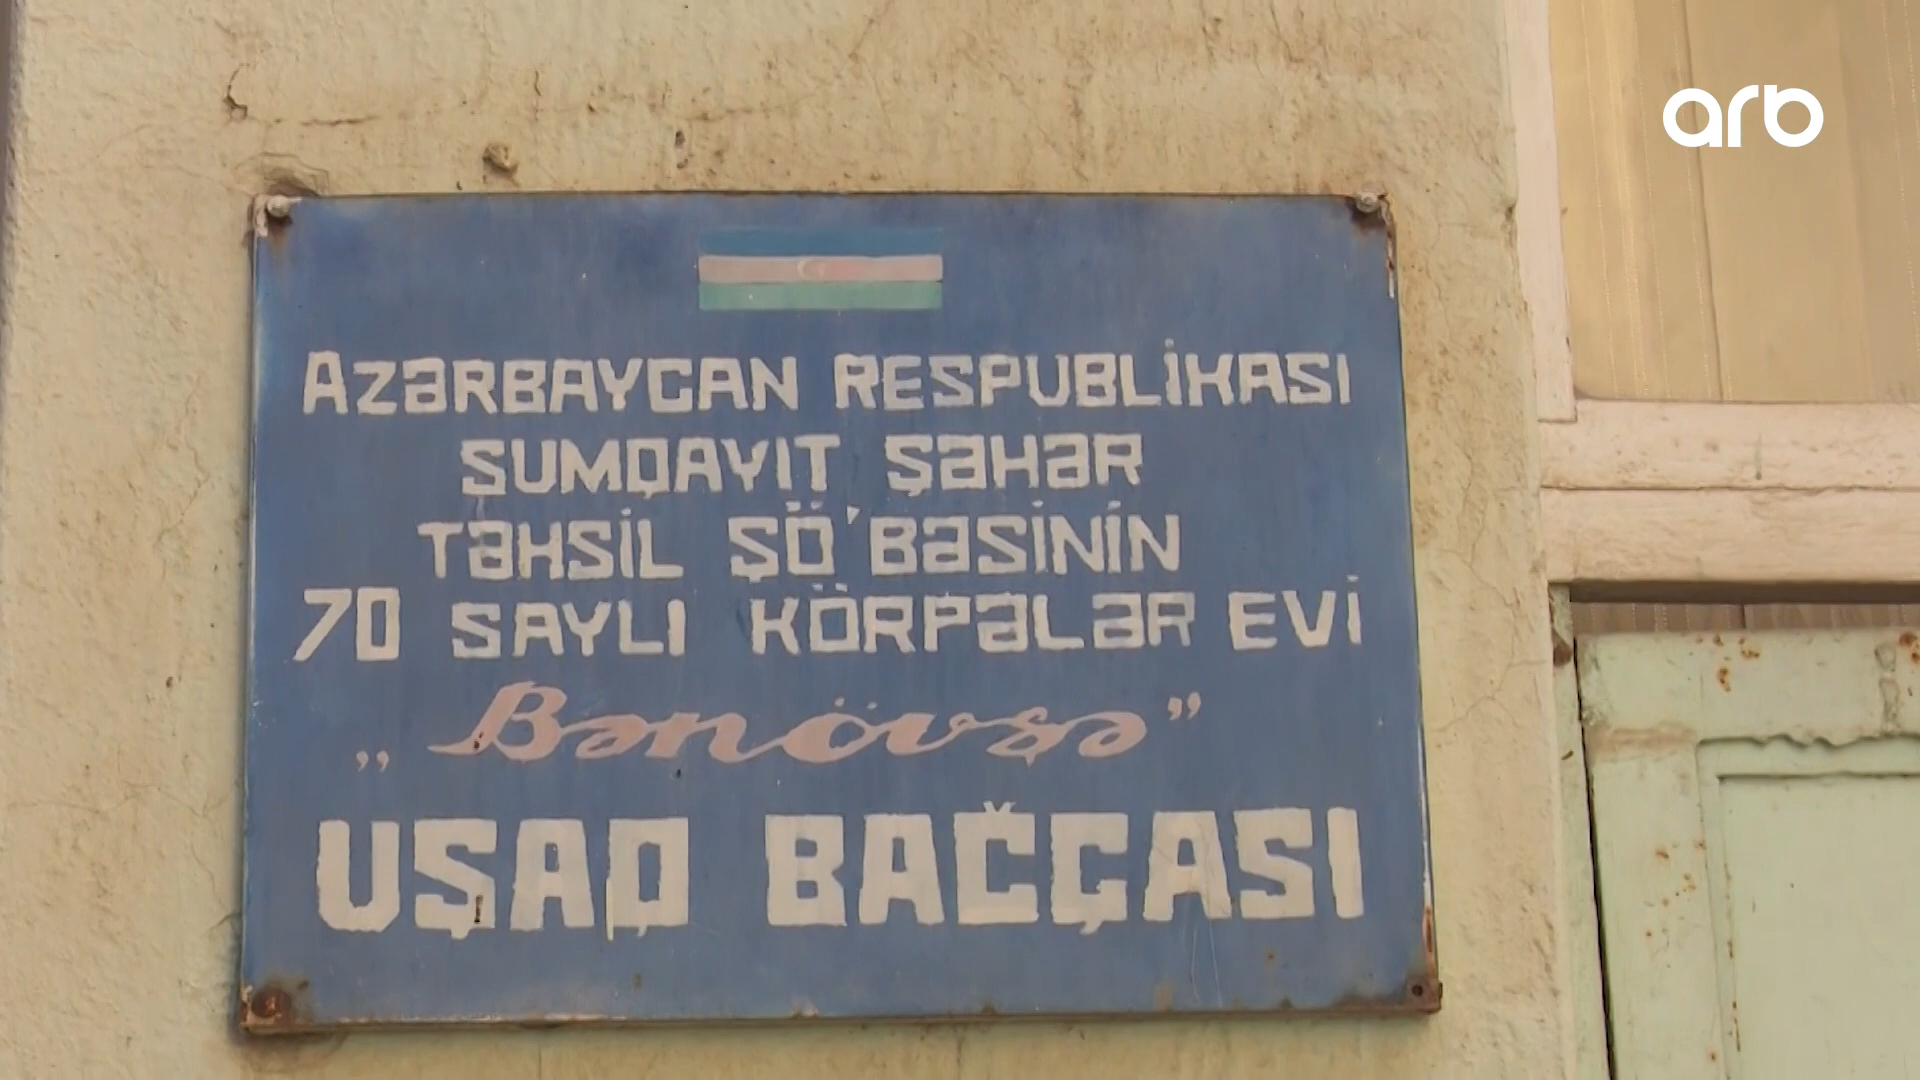 arb
AZƏRBAYCAN RESPUBLİKASI
SUMQAYIT ŞƏHƏR
TƏHSİL ŞÖ'BƏSİNİN
70 SAYLI KÖRPƏLƏR EVİ
„Bənövşə”
UŞAQ BAĞÇASI